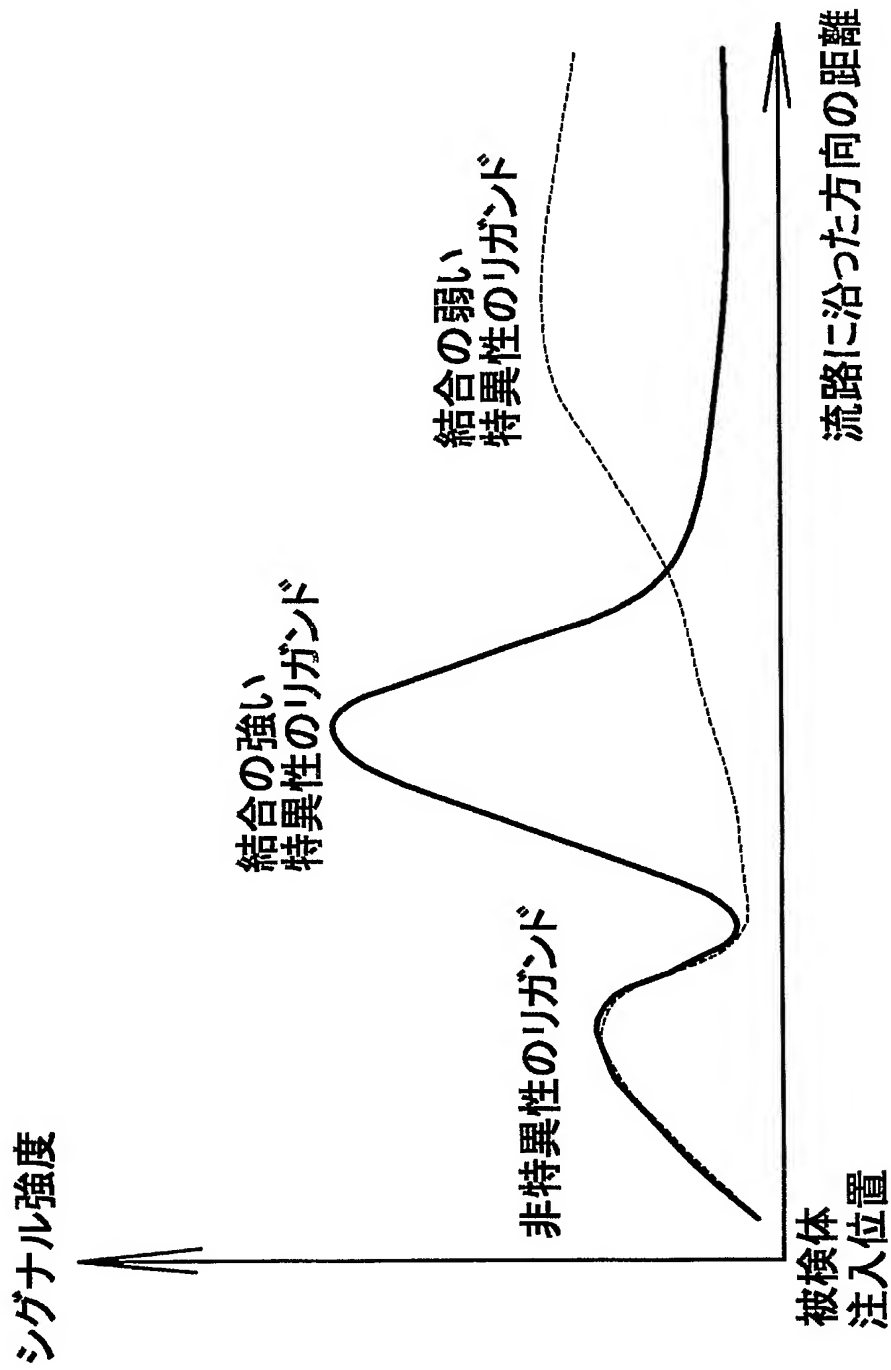 シグナル強度
結合の強い
特異性のリガンド
結合の弱い
特異性のリガンド
非特異性のリガンド
被検体
注入位置
流路に沿った方向の距離